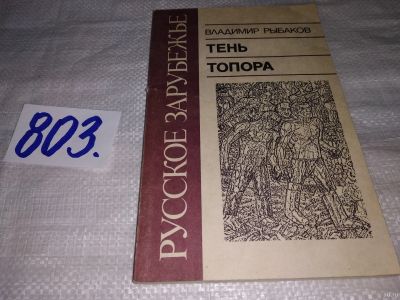 803.
РУССКОЕ ЗАРУБЕЖЬЕ
ВЛАДИМИР РЫБАКОВ
ТЕНЬ
ТОПОРА